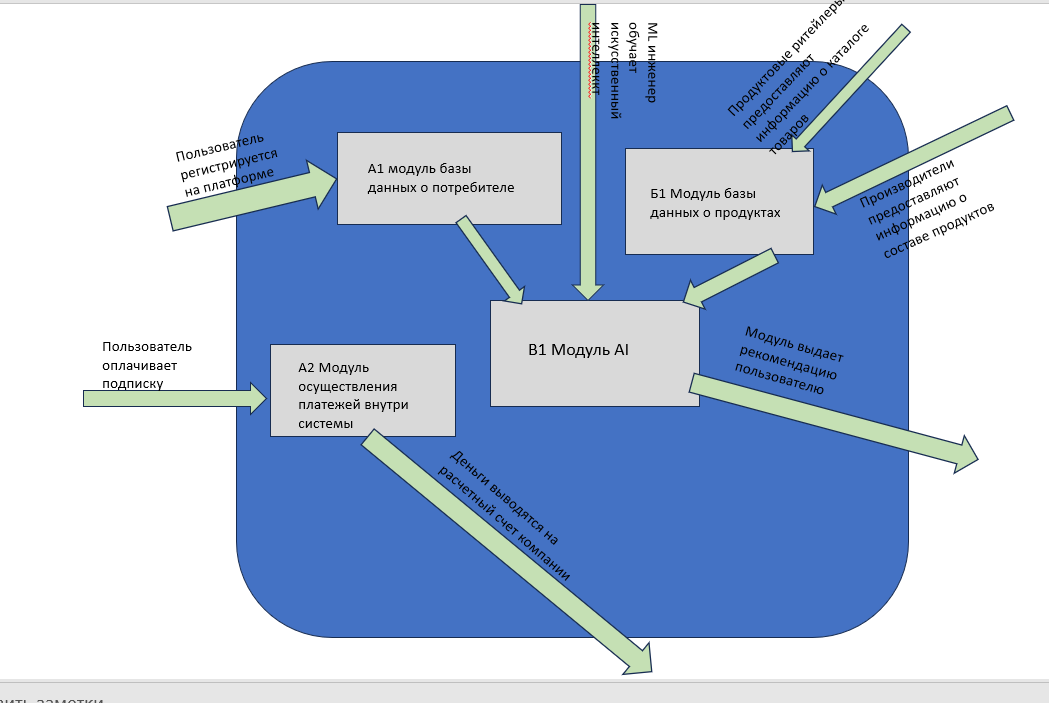 ML инженер
обучает
искусственный
интеллеккт
Продуктовые ритейлеры
предоставляют
информацию о каталоге
товаров
Пользователь
регистрируется
на платформе
А1 модуль базы
данных о потребителе
Б1 Модуль базы
данных о продуктах
Производители
предоставляют
информацию о
составе продуктов
В1 Модуль AI
Модуль выдает
рекомендацию
пользователю
Пользователь
оплачивает
подписку
А2 Модуль
осуществления
платежей внутри
системы
Деньги выводятся на
расчетный счет компании
заметки